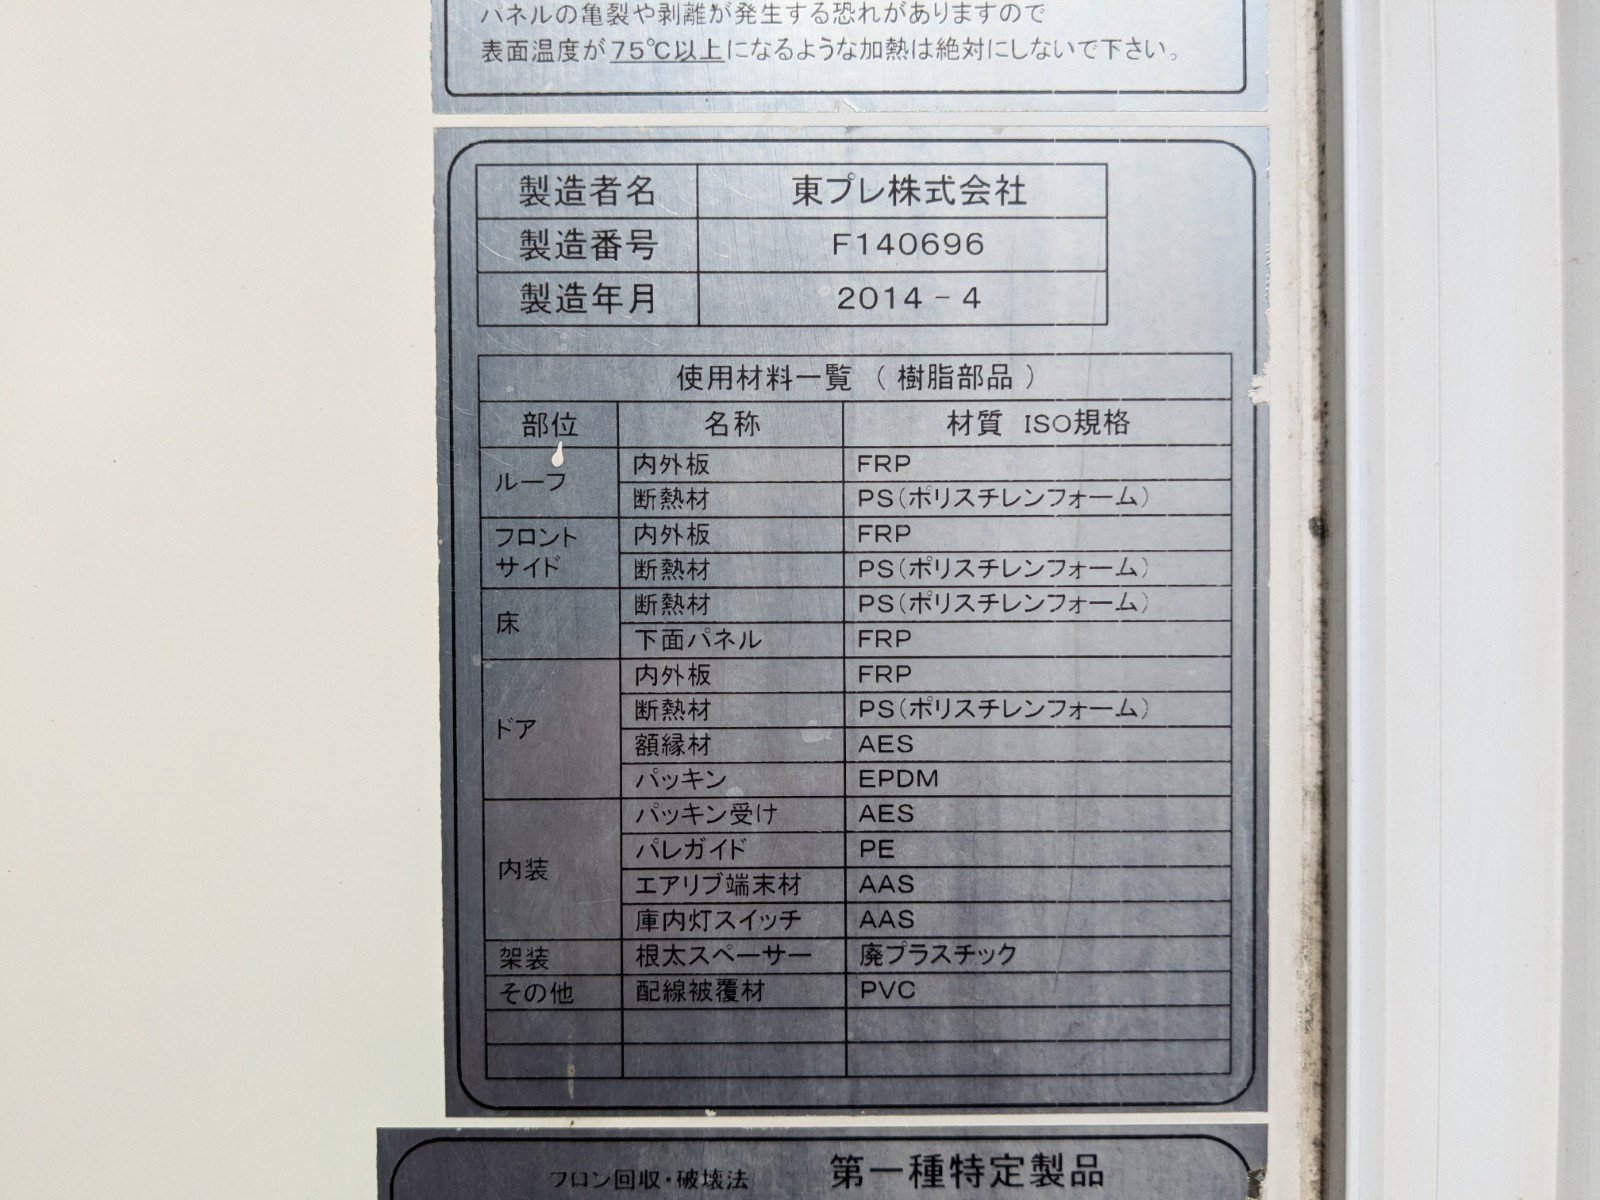 パネルの亀裂や剥離が発生する恐れがありますので
表面温度が75℃以上になるような加熱は絶対にしないで下さい。
製造者名 東プレ株式会社
製造番号 F140696
製造年月 2014 - 4
使用材料一覧 ( 樹脂部品 )
部位 名称 材質 ISO規格
ルーフ 内外板 FRP
断熱材 PS(ポリスチレンフォーム)
フロント
サイド 内外板 FRP
断熱材 PS(ポリスチレンフォーム)
床 断熱材 PS(ポリスチレンフォーム)
下面パネル FRP
ドア 内外板 FRP
断熱材 PS(ポリスチレンフォーム)
額縁材 AES
パッキン EPDM
内装 パッキン受け AES
パレガイド PE
エアリブ端末材 AAS
庫内灯スイッチ AAS
架装 根太スペーサー 廃プラスチック
その他 配線被覆材 PVC
フロン回収・破壊法 第一種特定製品